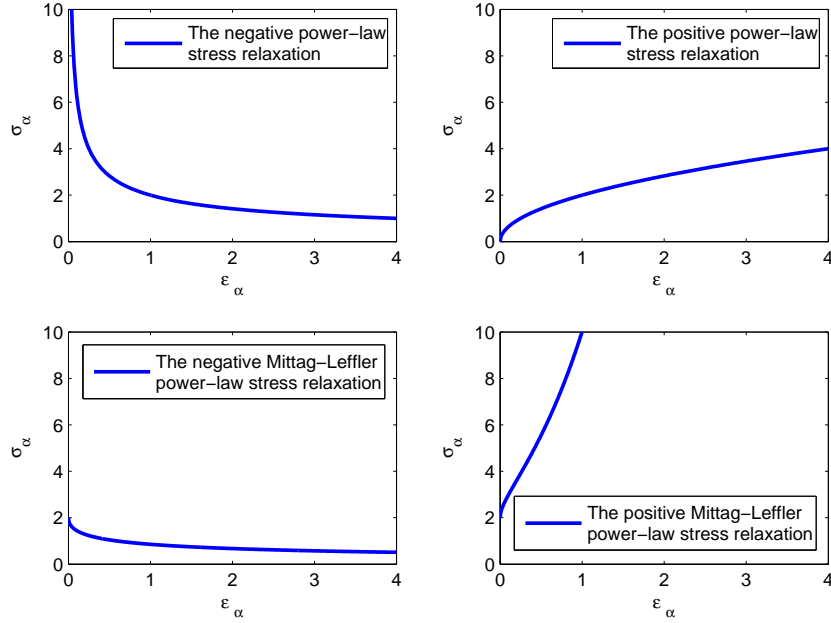 10
8
6
4
2
0
σ_α
The negative power−law
stress relaxation
0 1 2 3 4
ε_α
10
8
6
4
2
0
σ_α
The positive power−law
stress relaxation
0 1 2 3 4
ε_α
10
8
6
4
2
0
σ_α
The negative Mittag−Leffler
power−law stress relaxation
0 1 2 3 4
ε_α
10
8
6
4
2
0
σ_α
The positive Mittag−Leffler
power−law stress relaxation
0 1 2 3 4
ε_α